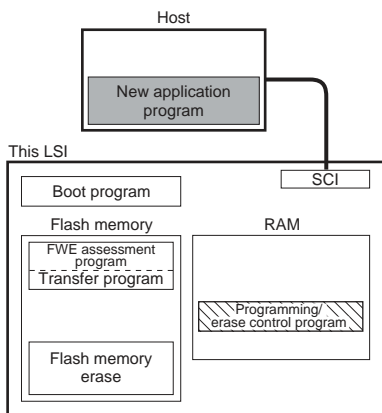 Host
New application
program
This LSI
SCI
Boot program
Flash memory
RAM
FWE assessment
program
Transfer program
Programming/
erase control program
Flash memory
erase